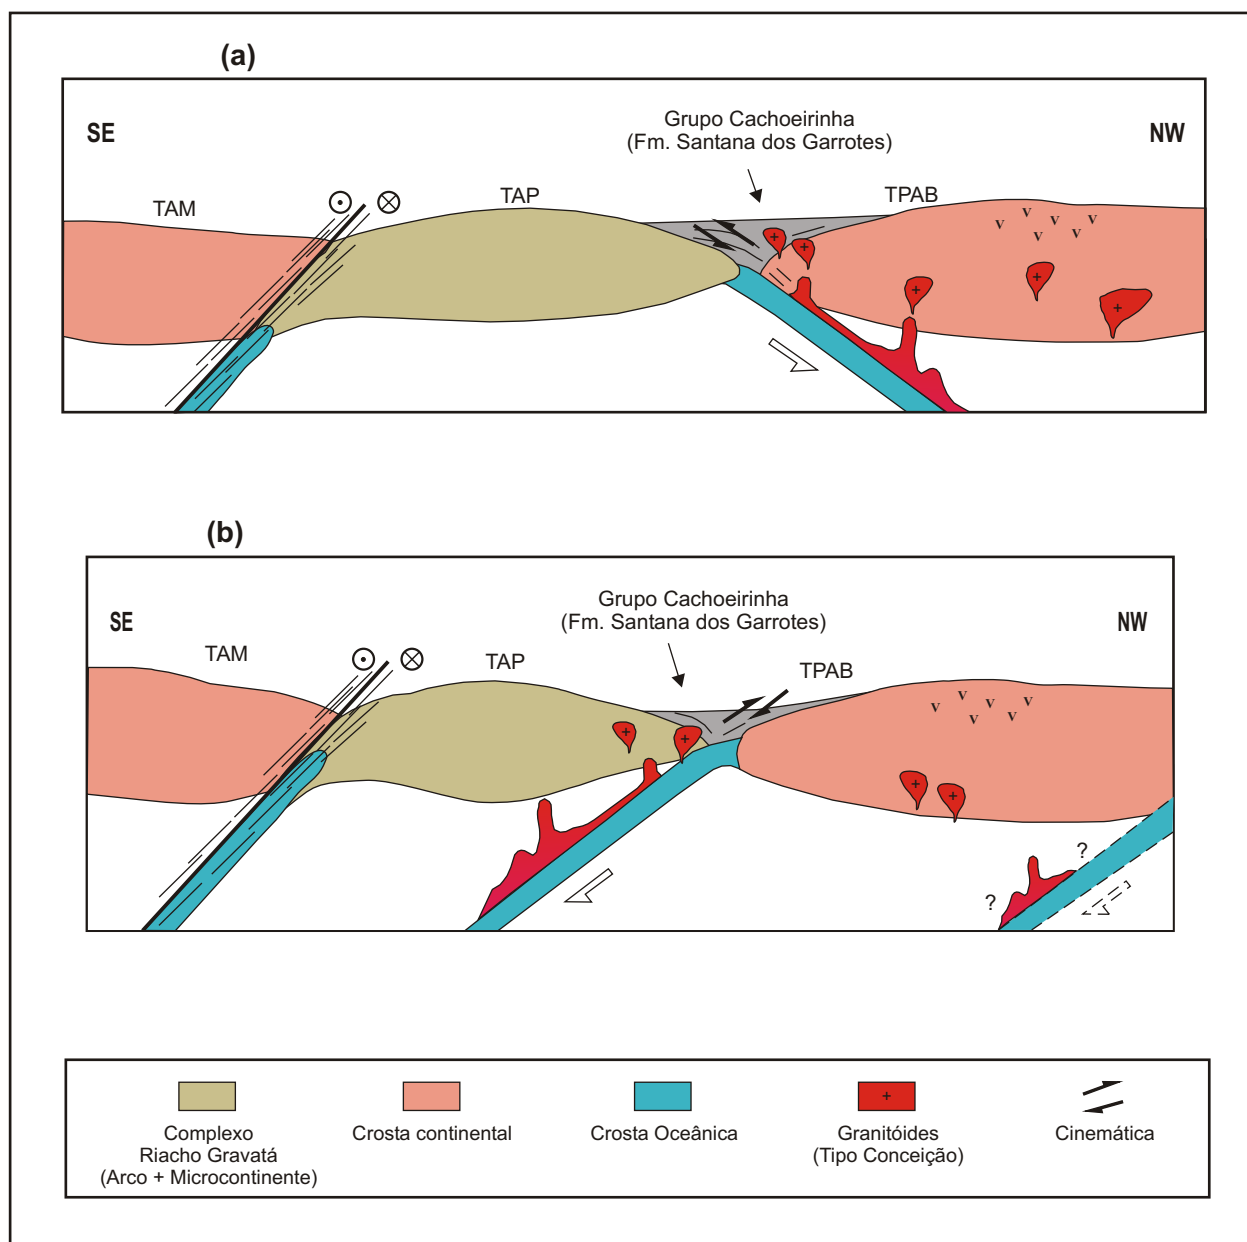 (a)
SE
NW
Grupo Cachoeirinha
(Fm. Santana dos Garrotes)
TAM
TAP
TPAB
v v v v v v v
+ + + + +
(b)
SE
NW
Grupo Cachoeirinha
(Fm. Santana dos Garrotes)
TAM
TAP
TPAB
v v v v v v
+ + + +
?
?
+
Complexo
Riacho Gravatá
(Arco + Microcontinente)
Crosta continental
Crosta Oceânica
Granitóides
(Tipo Conceição)
Cinemática